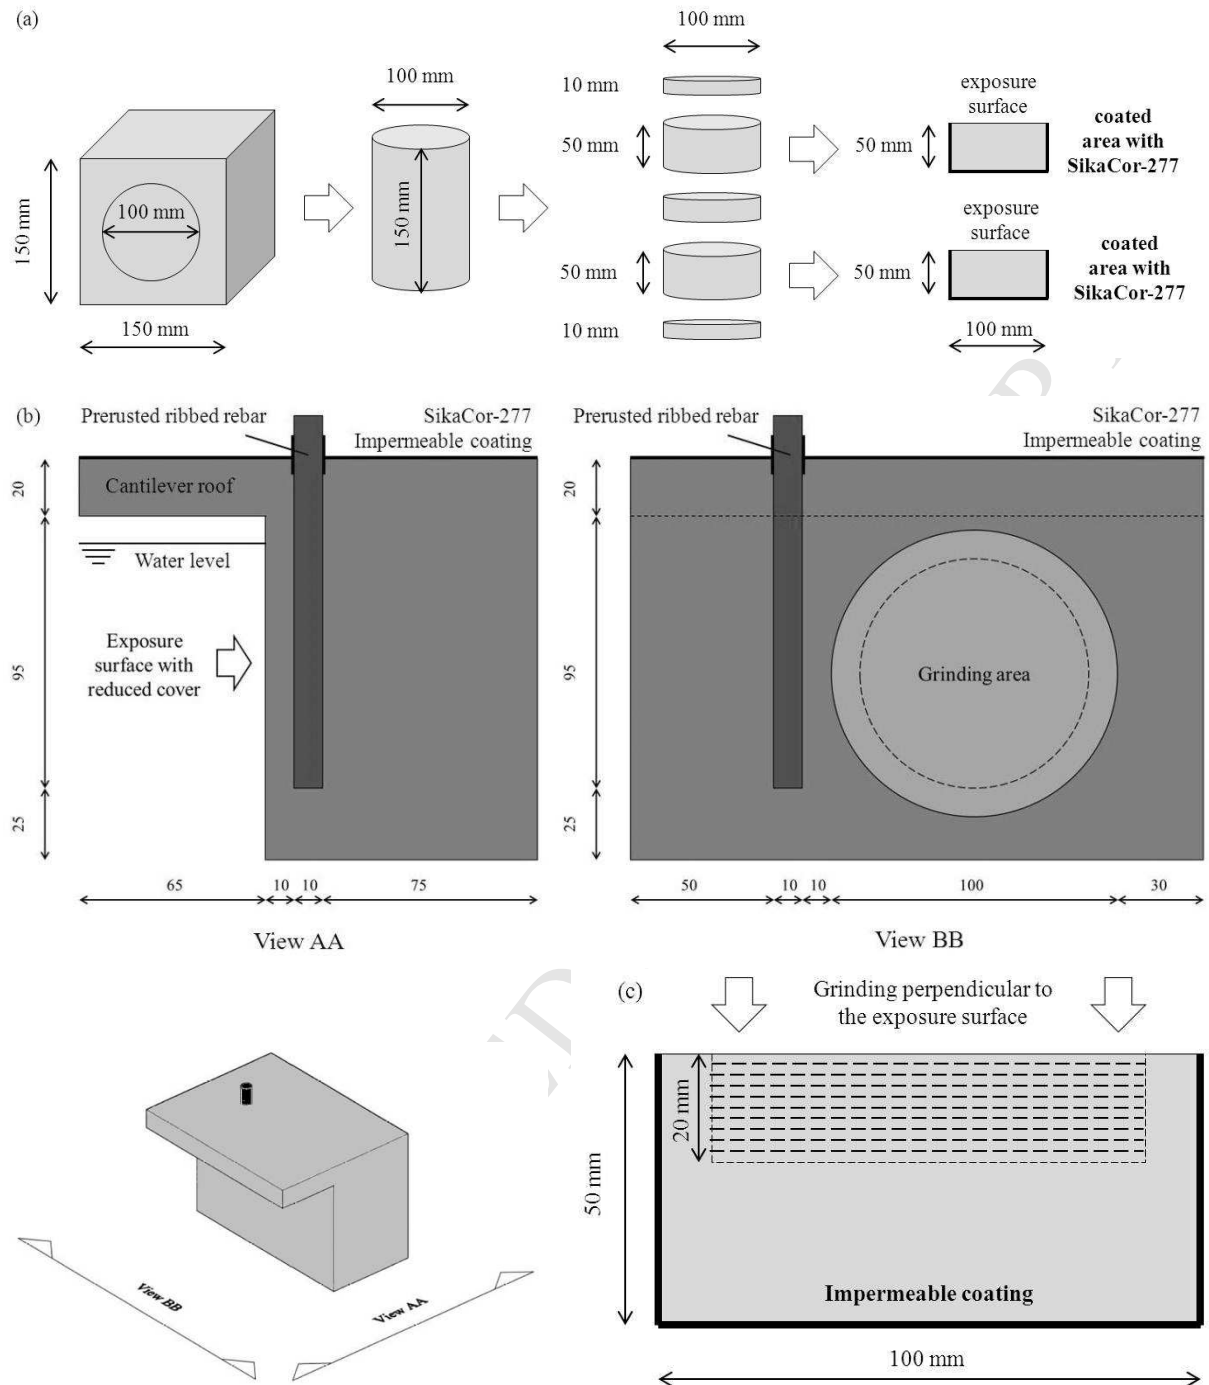 (a)
100 mm
150 mm
150 mm
100 mm
150 mm
100 mm
10 mm
50 mm
50 mm
10 mm
exposure
surface
50 mm
coated
area with
SikaCor-277
exposure
surface
50 mm
coated
area with
SikaCor-277
100 mm
(b)
Prerusted ribbed rebar
SikaCor-277
Impermeable coating
Cantilever roof
Water level
Exposure
surface with
reduced cover
20
95
25
65
10
10
75
View AA
Prerusted ribbed rebar
SikaCor-277
Impermeable coating
Grinding area
20
95
25
50
10
10
100
30
View BB
View BB
View AA
(c)
Grinding perpendicular to
the exposure surface
20 mm
50 mm
Impermeable coating
100 mm